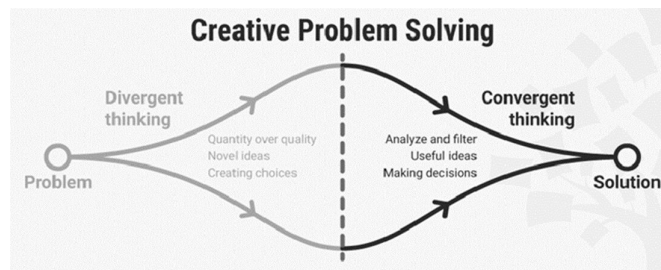 Creative Problem Solving
Divergent
thinking
Quantity over quality
Novel ideas
Creating choices
Problem
Convergent
thinking
Analyze and filter
Useful ideas
Making decisions
Solution